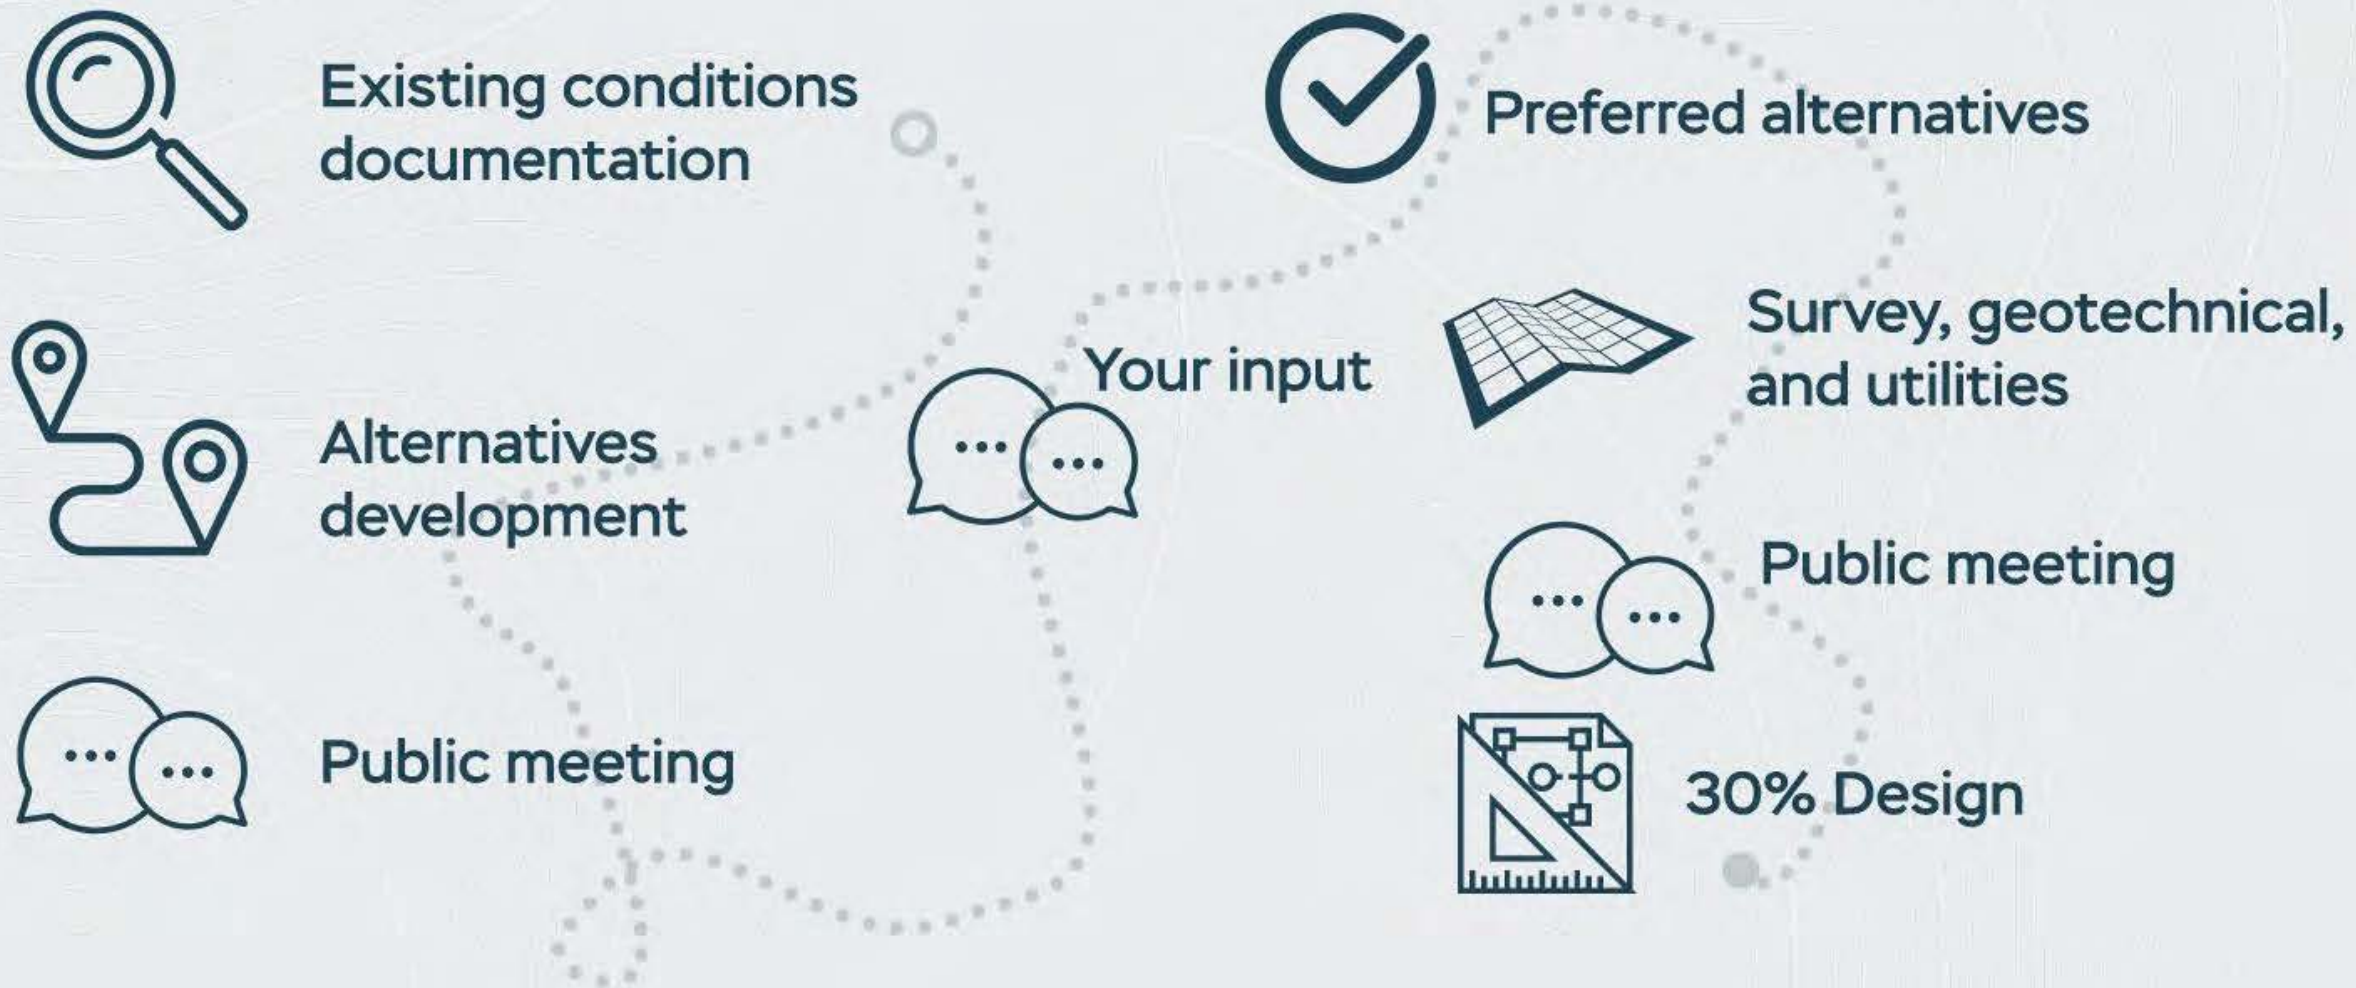 Existing conditions
documentation
Alternatives
development
Public meeting
Your input
Preferred alternatives
Survey, geotechnical,
and utilities
Public meeting
30% Design